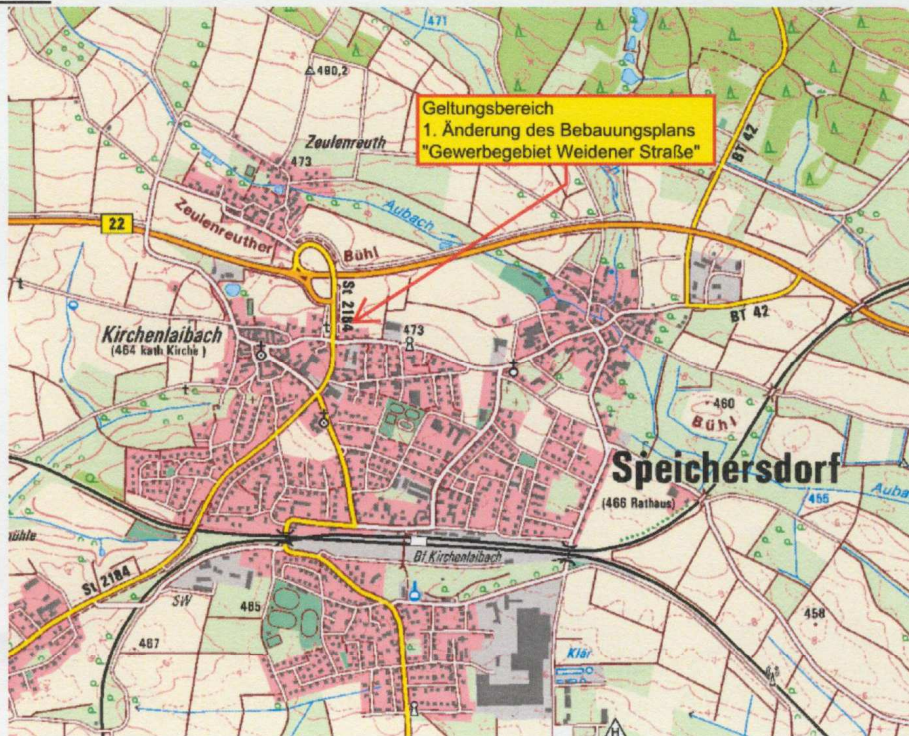 471
480,2
Geltungsbereich
1. Änderung des Bebauungsplans
"Gewerbegebiet Weidener Straße"
BT 42
Zeulenreuth
473
Aubach
Zeulenreuther
Bühl
22
St 2184
BT 42
Kirchenlaibach
(464 kath Kirche)
473
460
Bühl
Speichersdorf
(466 Rathaus)
455
Auba
mühle
Bf Kirchenlaibach
St 2184
SW
465
467
458
Klär
H